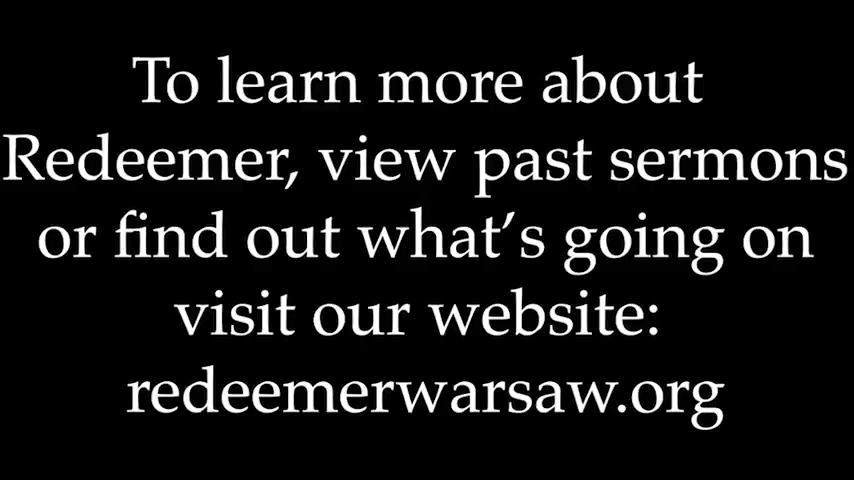 To learn more about
Redeemer, view past sermons
or find out what’s going on
visit our website:
redeemerwarsaw.org